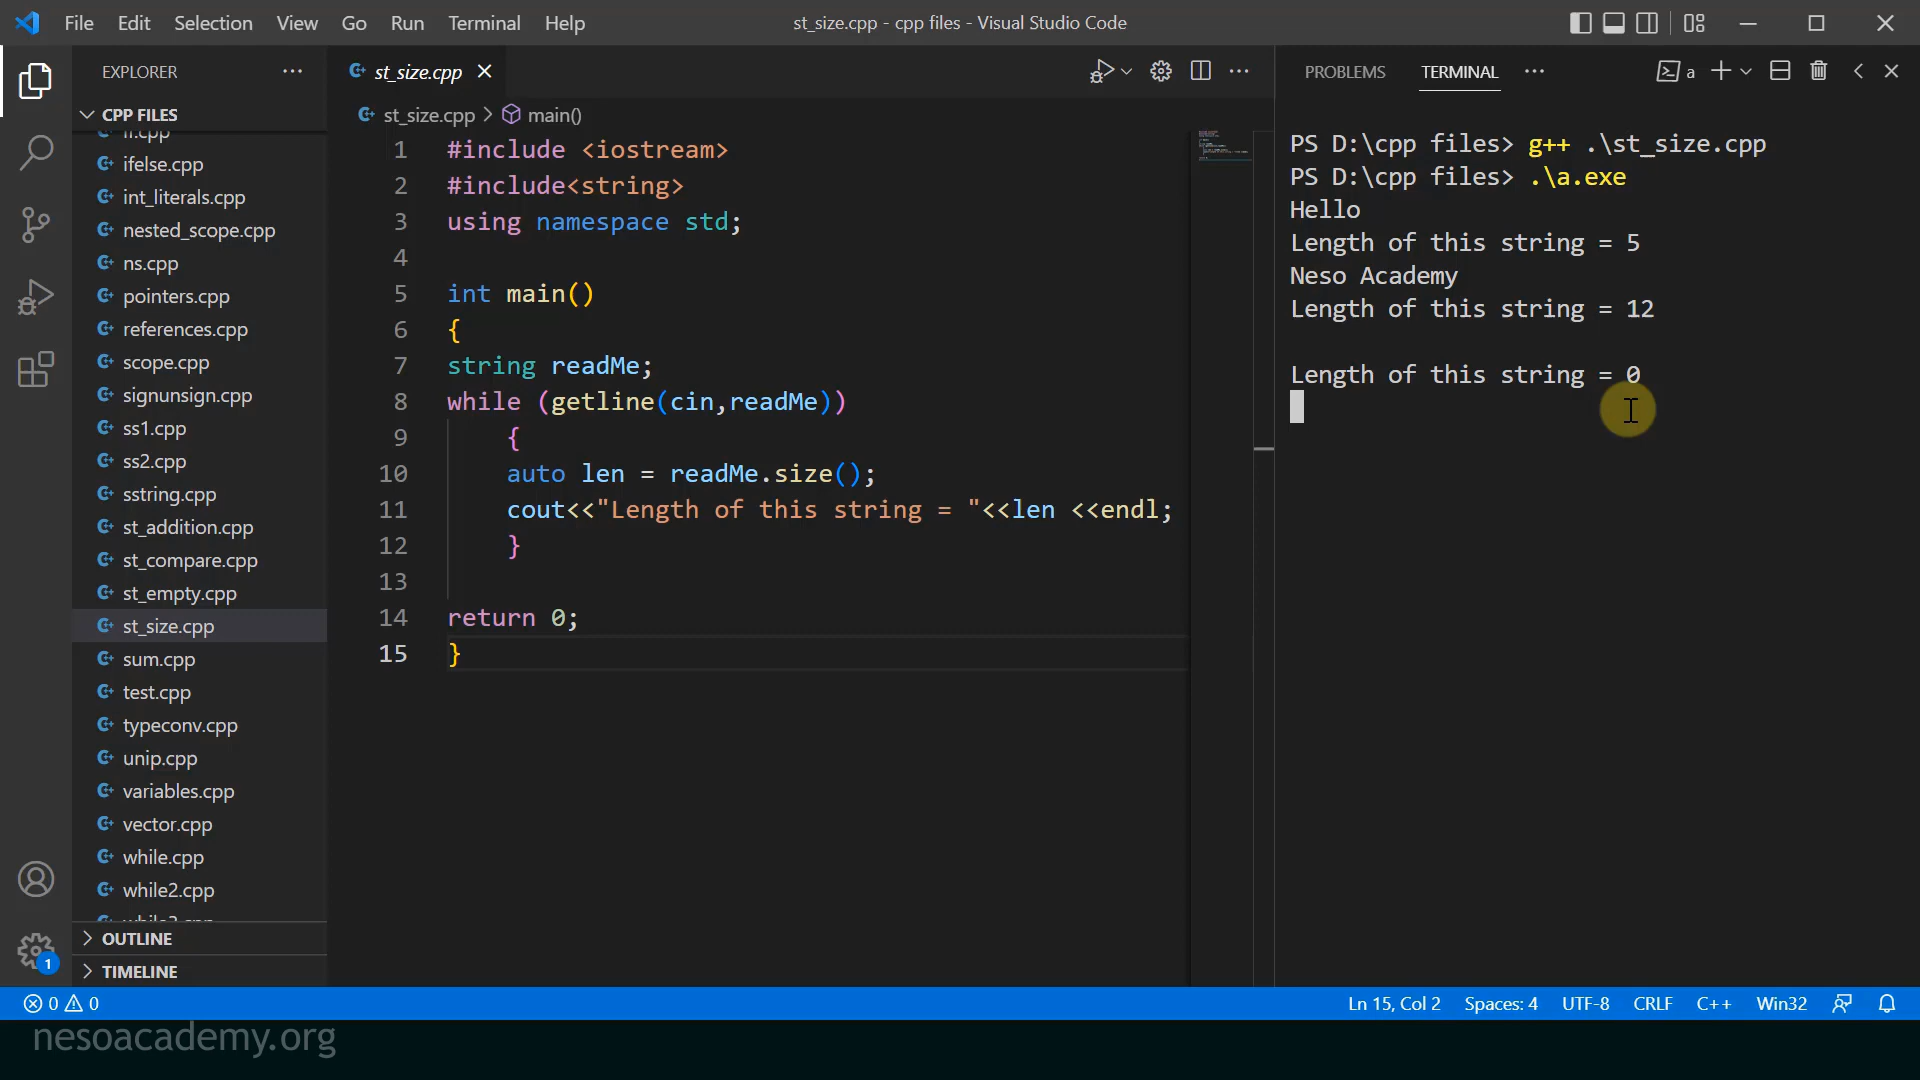 File Edit Selection View Go Run Terminal Help
st_size.cpp - cpp files - Visual Studio Code
EXPLORER
CPP FILES
ifelse.cpp
int_literals.cpp
nested_scope.cpp
ns.cpp
pointers.cpp
references.cpp
scope.cpp
signunsign.cpp
ss1.cpp
ss2.cpp
sstring.cpp
st_addition.cpp
st_compare.cpp
st_empty.cpp
st_size.cpp
sum.cpp
test.cpp
typeconv.cpp
unip.cpp
variables.cpp
vector.cpp
while.cpp
while2.cpp
OUTLINE
TIMELINE
st_size.cpp
st_size.cpp > main()
1 #include <iostream>
2 #include<string>
3 using namespace std;
4
5 int main()
6 {
7 string readMe;
8 while (getline(cin,readMe))
9 {
10 auto len = readMe.size();
11 cout<<"Length of this string = "<<len <<endl;
12 }
13
14 return 0;
15 }
PROBLEMS TERMINAL a
PS D:\cpp files> g++ .\st_size.cpp
PS D:\cpp files> .\a.exe
Hello
Length of this string = 5
Neso Academy
Length of this string = 12
Length of this string = 0
1
0 0 Ln 15, Col 2 Spaces: 4 UTF-8 CRLF C++ Win32
nesoacademy.org